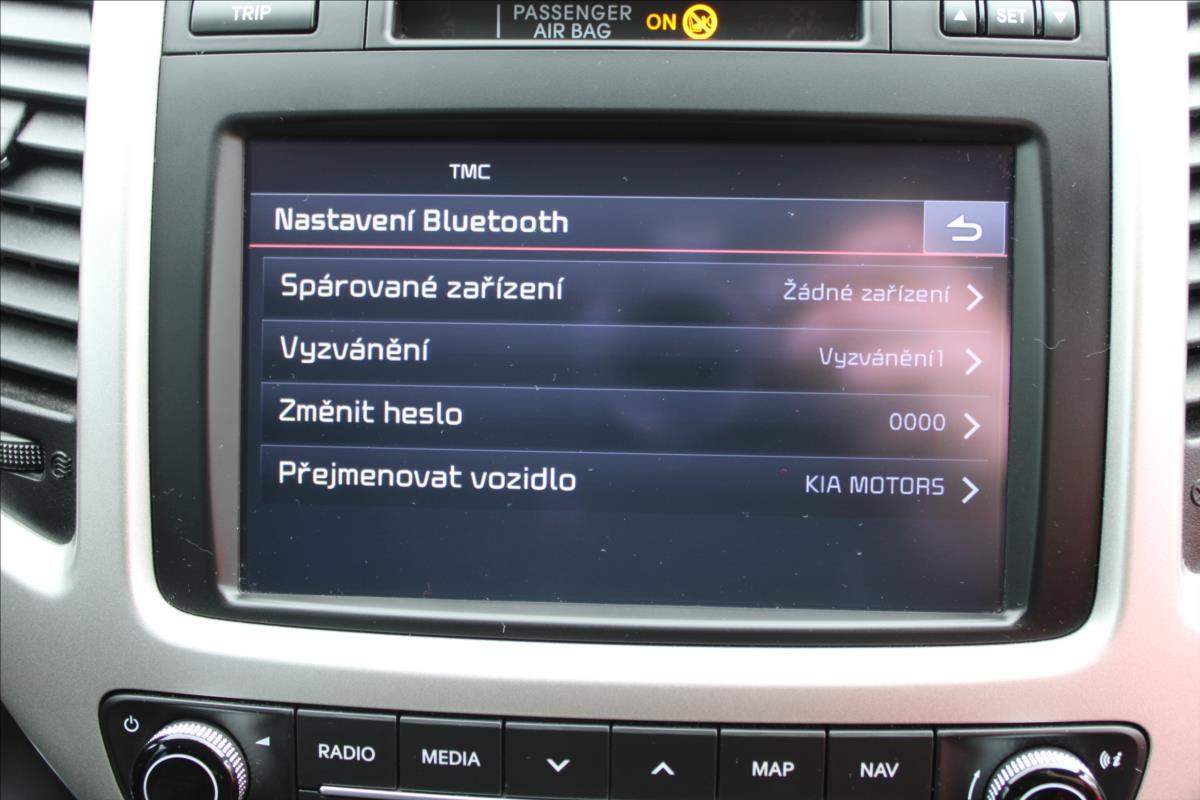 TRIP
PASSENGER
AIR BAG
ON
SET
TMC
Nastavení Bluetooth
Spárované zařízení Žádné zařízení
Vyzvánění Vyzvánění1
Změnit heslo 0000
Přejmenovat vozidlo KIA MOTORS
RADIO MEDIA MAP NAV